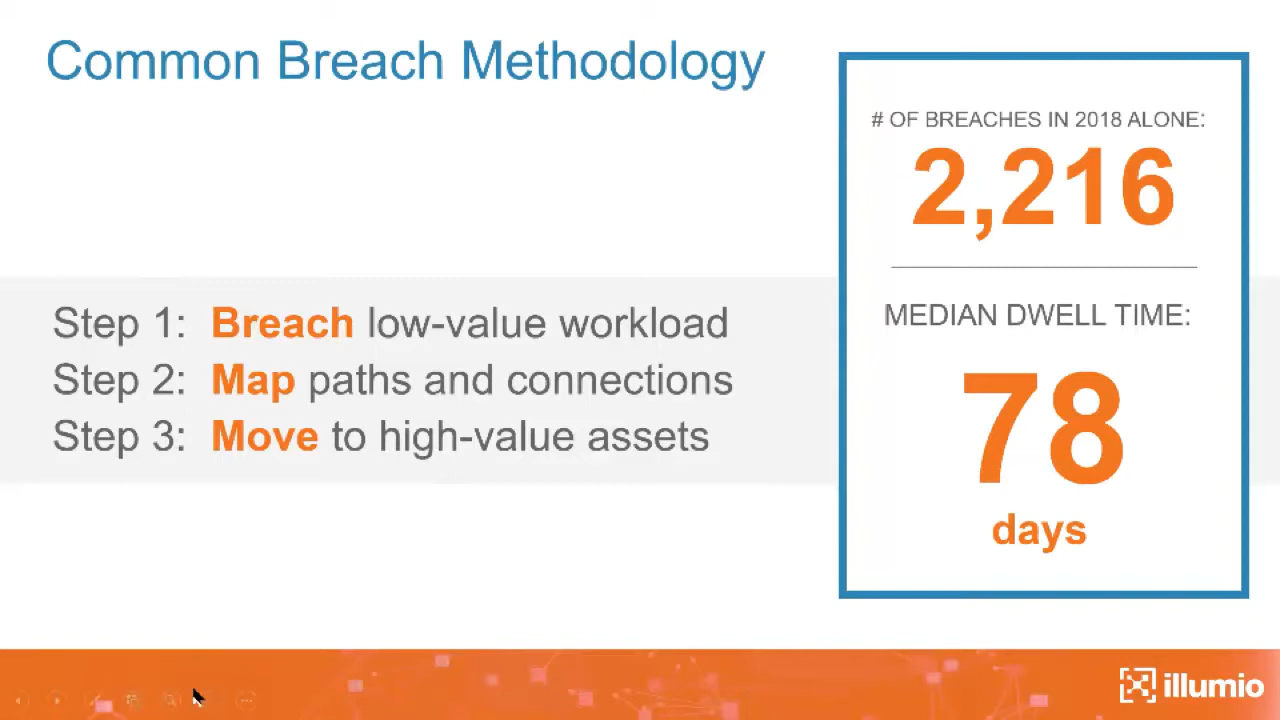 Common Breach Methodology
Step 1: Breach low-value workload
Step 2: Map paths and connections
Step 3: Move to high-value assets
# OF BREACHES IN 2018 ALONE:
2,216
MEDIAN DWELL TIME:
78
days
illumio